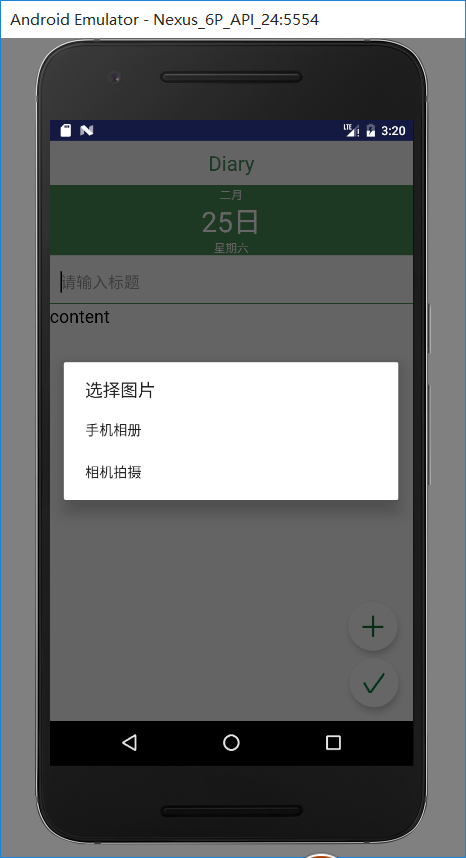 Android Emulator - Nexus_6P_API_24:5554
LTE 3:20
Diary
二月
25日
星期六
请输入标题
content
选择图片
手机相册
相机拍摄